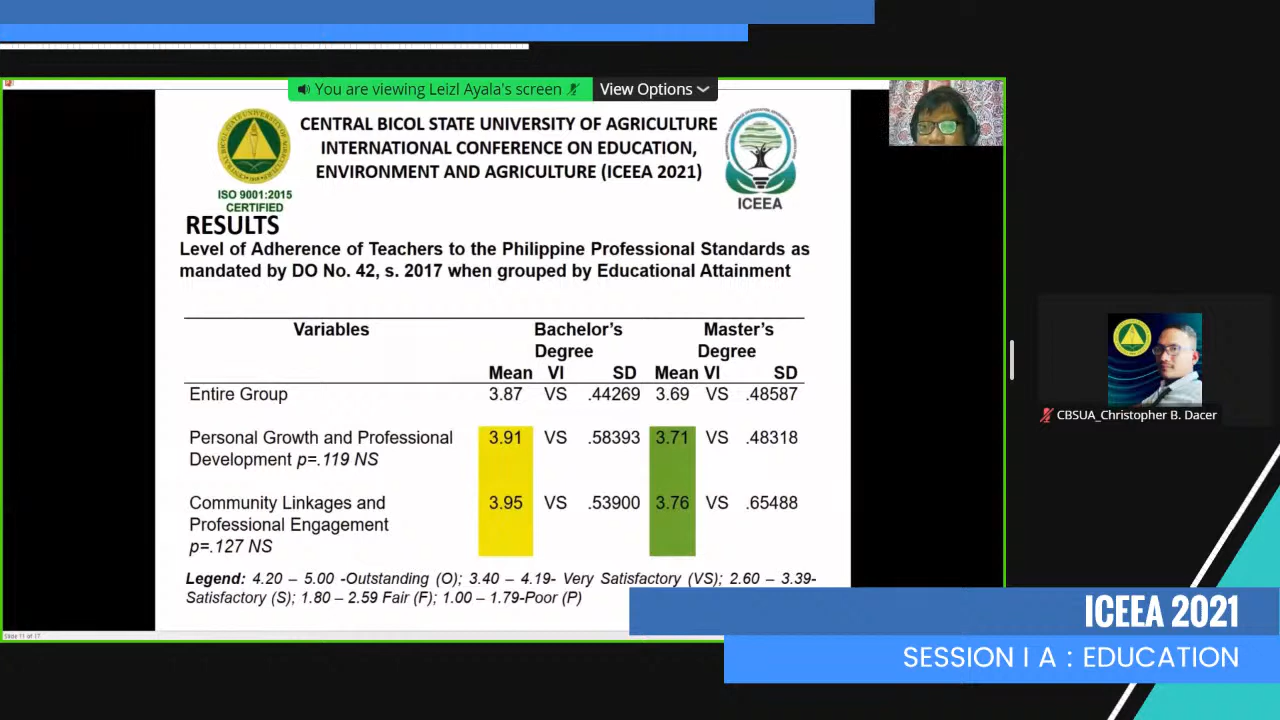 You are viewing Leizl Ayala's screen
View Options
CENTRAL BICOL STATE UNIVERSITY OF AGRICULTURE
INTERNATIONAL CONFERENCE ON EDUCATION,
ENVIRONMENT AND AGRICULTURE (ICEEA 2021)
ISO 9001:2015
CERTIFIED
ICEEA
RESULTS
Level of Adherence of Teachers to the Philippine Professional Standards as
mandated by DO No. 42, s. 2017 when grouped by Educational Attainment
Variables Bachelor's Master's
Degree Degree
Mean VI SD Mean VI SD
Entire Group 3.87 VS .44269 3.69 VS .48587
Personal Growth and Professional 3.91 VS .58393 3.71 VS .48318
Development p=.119 NS
Community Linkages and 3.95 VS .53900 3.76 VS .65488
Professional Engagement
p=.127 NS
Legend: 4.20 – 5.00 -Outstanding (O); 3.40 – 4.19- Very Satisfactory (VS); 2.60 – 3.39-
Satisfactory (S); 1.80 – 2.59 Fair (F); 1.00 – 1.79-Poor (P)
Slide 11 of 17
CBSUA_Christopher B. Dacer
ICEEA 2021
SESSION I A : EDUCATION